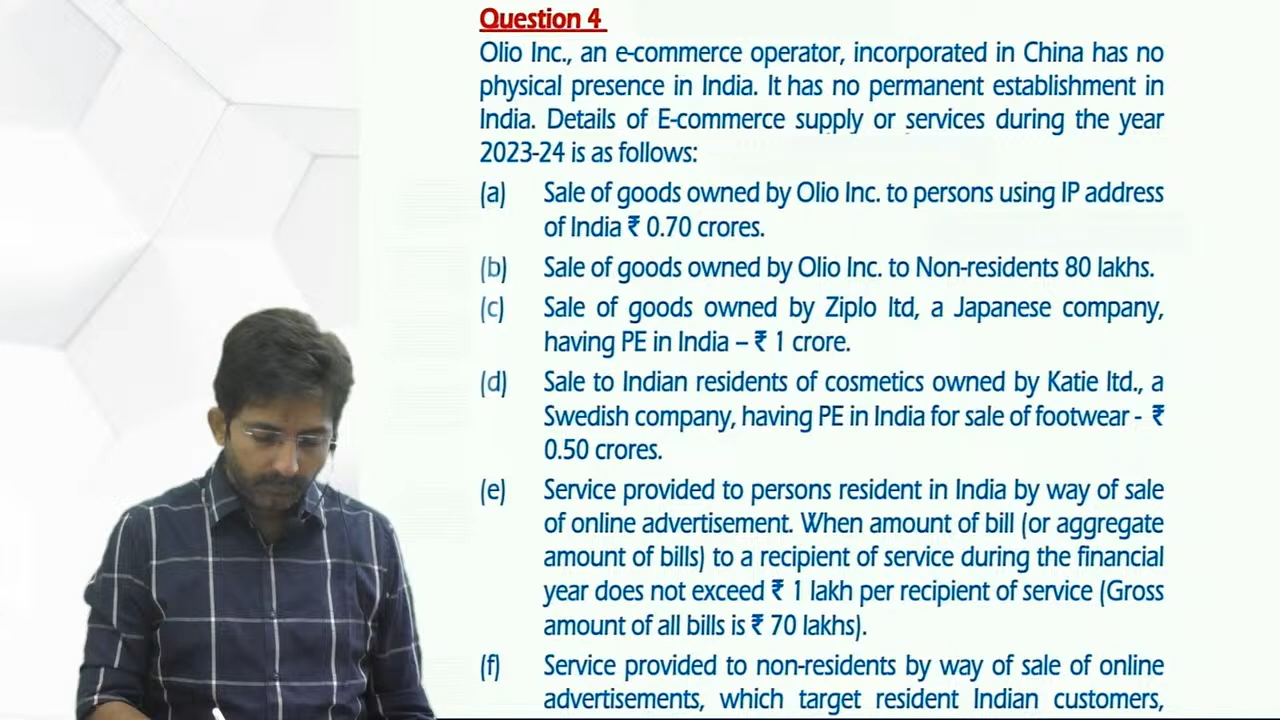 Question 4
Olio Inc., an e-commerce operator, incorporated in China has no
physical presence in India. It has no permanent establishment in
India. Details of E-commerce supply or services during the year
2023-24 is as follows:
(a) Sale of goods owned by Olio Inc. to persons using IP address
of India ₹ 0.70 crores.
(b) Sale of goods owned by Olio Inc. to Non-residents 80 lakhs.
(c) Sale of goods owned by Ziplo ltd, a Japanese company,
having PE in India – ₹ 1 crore.
(d) Sale to Indian residents of cosmetics owned by Katie ltd., a
Swedish company, having PE in India for sale of footwear - ₹
0.50 crores.
(e) Service provided to persons resident in India by way of sale
of online advertisement. When amount of bill (or aggregate
amount of bills) to a recipient of service during the financial
year does not exceed ₹ 1 lakh per recipient of service (Gross
amount of all bills is ₹ 70 lakhs).
(f) Service provided to non-residents by way of sale of online
advertisements, which target resident Indian customers,